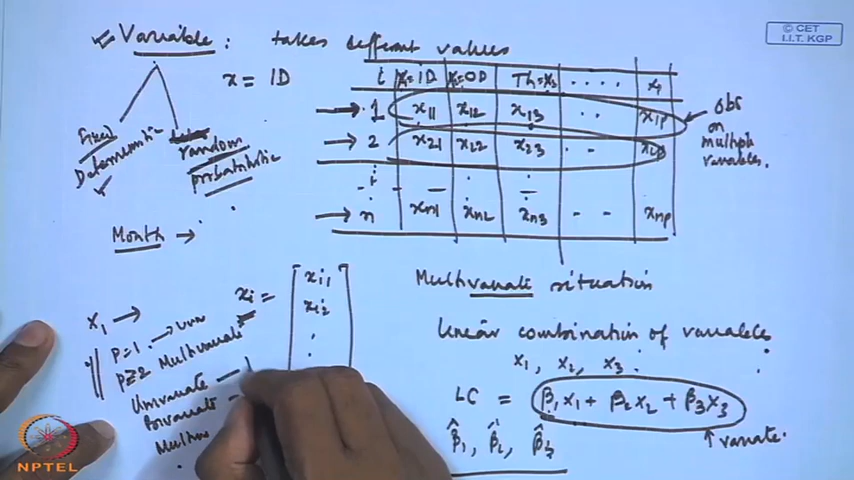 © CET
I.I.T. KGP
Variable : takes different values
x = ID
Fixed
Deterministic
random
probabilistic
Month →
i x1=ID x2=OD Th=x3 . . . . xp
→ 1 x11 x12 x13 . . x1p
→ 2 x21 x22 x23 - - x2p
→ n xn1 xn2 xn3 - - xnp
obs
on
multiple
variables.
Multivariate situation
Linear combination of variables
x1, x2, x3
LC = β1x1 + β2x2 + β3x3
variate.
β̂1, β̂2, β̂3
x1 →
xi =
xi1
xi2
p=1 →
p≥2 Multivariate
Univariate –
NPTEL